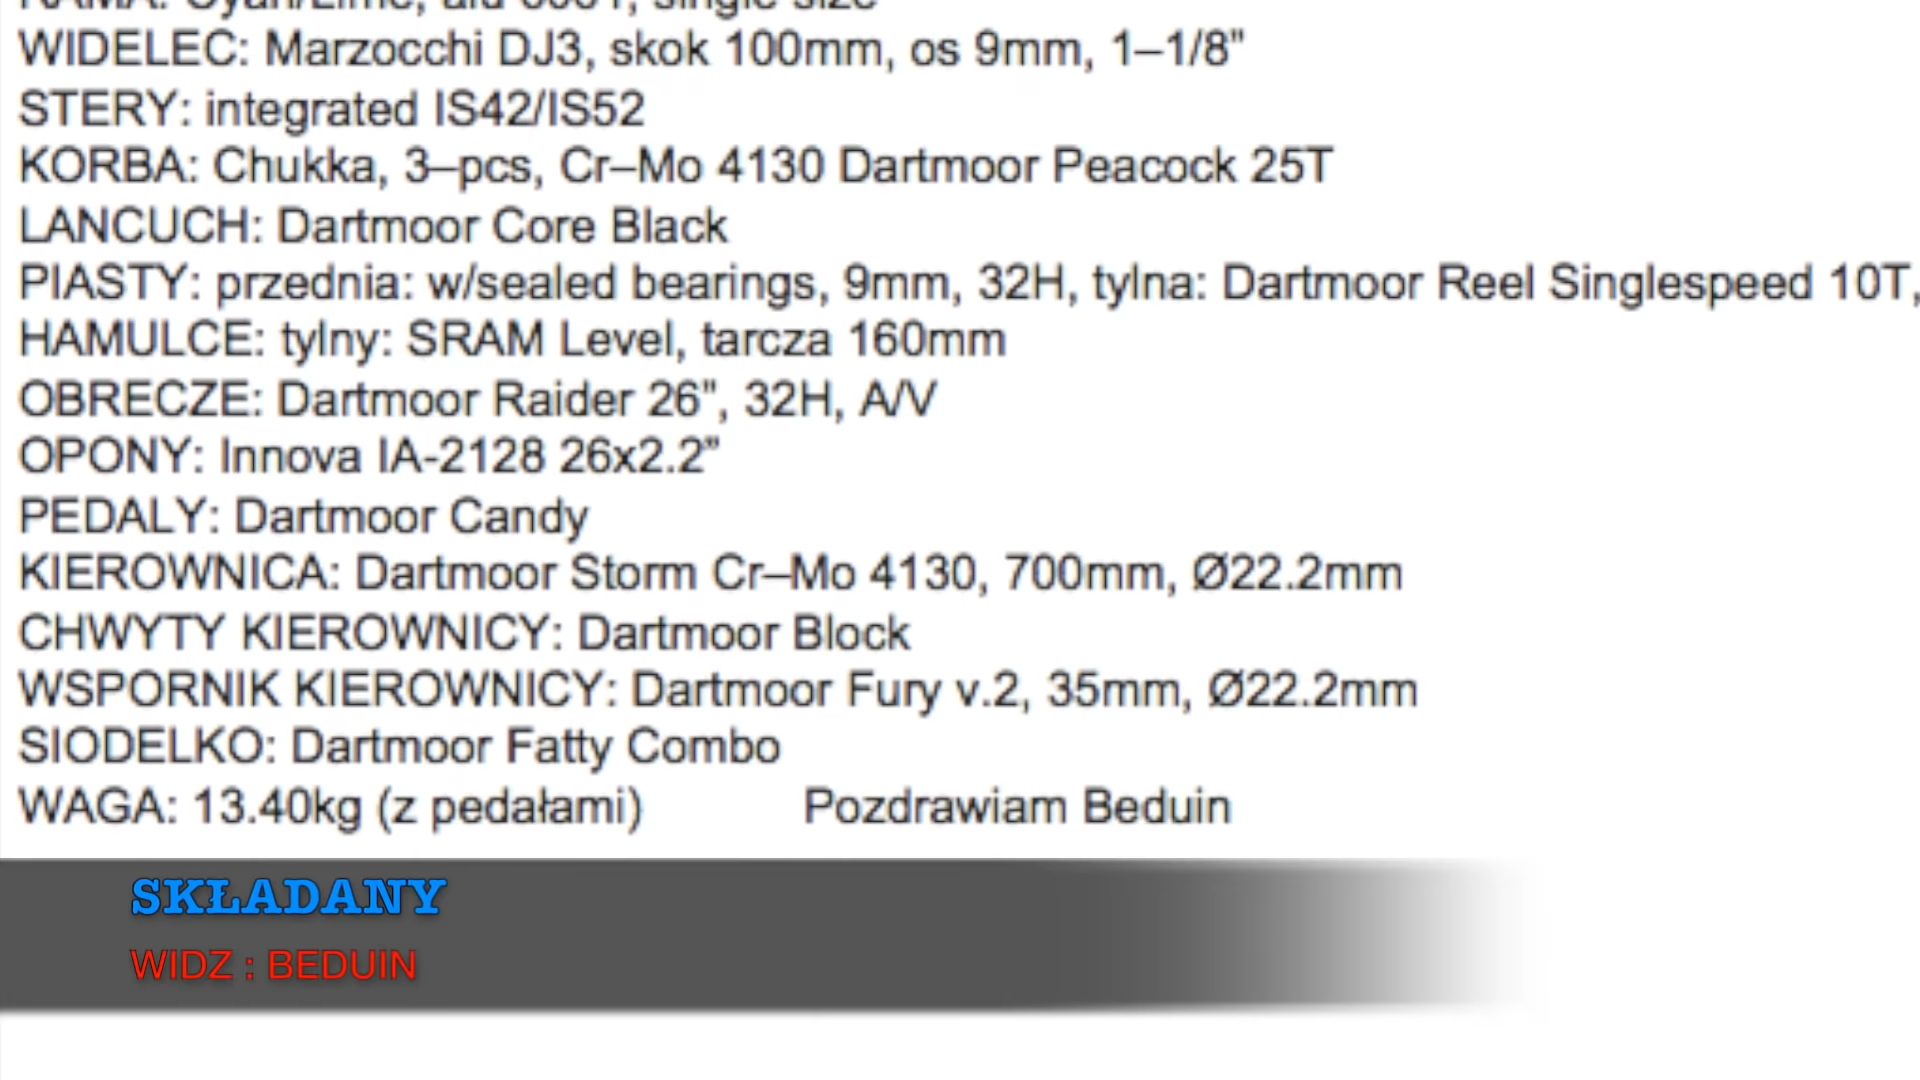 WIDELEC: Marzocchi DJ3, skok 100mm, os 9mm, 1–1/8"
STERY: integrated IS42/IS52
KORBA: Chukka, 3–pcs, Cr–Mo 4130 Dartmoor Peacock 25T
LANCUCH: Dartmoor Core Black
PIASTY: przednia: w/sealed bearings, 9mm, 32H, tylna: Dartmoor Reel Singlespeed 10T,
HAMULCE: tylny: SRAM Level, tarcza 160mm
OBRECZE: Dartmoor Raider 26", 32H, A/V
OPONY: Innova IA-2128 26x2.2”
PEDALY: Dartmoor Candy
KIEROWNICA: Dartmoor Storm Cr–Mo 4130, 700mm, Ø22.2mm
CHWYTY KIEROWNICY: Dartmoor Block
WSPORNIK KIEROWNICY: Dartmoor Fury v.2, 35mm, Ø22.2mm
SIODELKO: Dartmoor Fatty Combo
WAGA: 13.40kg (z pedałami) Pozdrawiam Beduin
SKŁADANY
WIDZ : BEDUIN